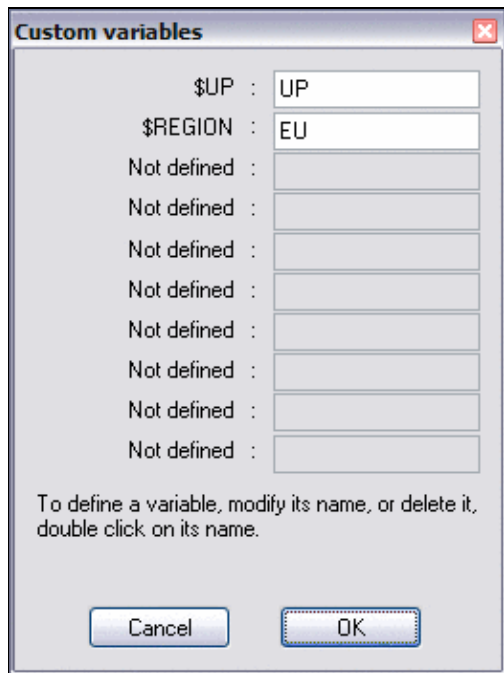 Custom variables
$UP : UP
$REGION : EU
Not defined :
Not defined :
Not defined :
Not defined :
Not defined :
Not defined :
Not defined :
Not defined :
To define a variable, modify its name, or delete it,
double click on its name.
Cancel OK